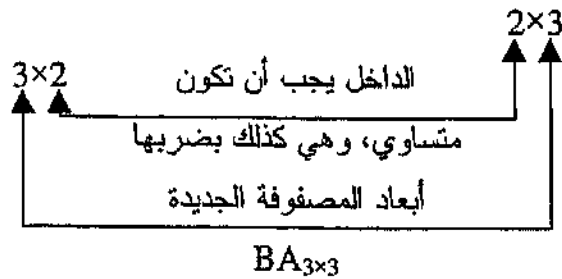 2×3
3×2
الداخل يجب أن تكون
متساوي، وهي كذلك بضربها
أبعاد المصفوفة الجديدة
BA3×3